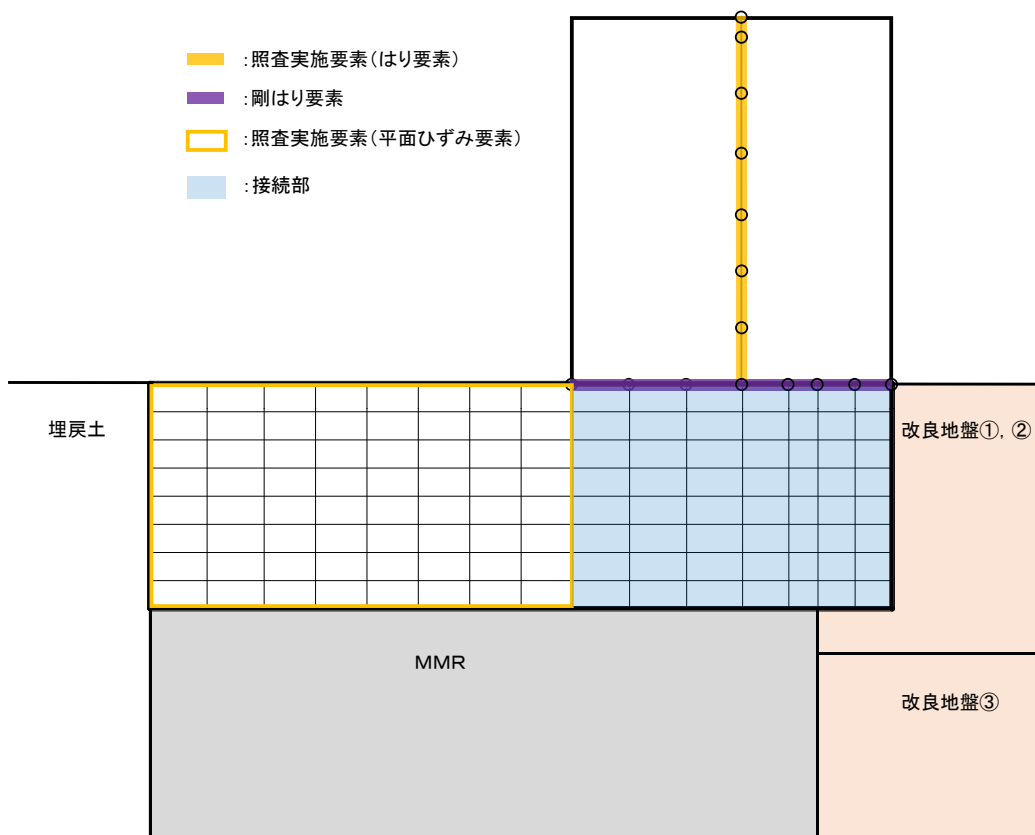 :照査実施要素(はり要素)
:剛はり要素
:照査実施要素(平面ひずみ要素)
:接続部
埋戻土
改良地盤①, ②
MMR
改良地盤③